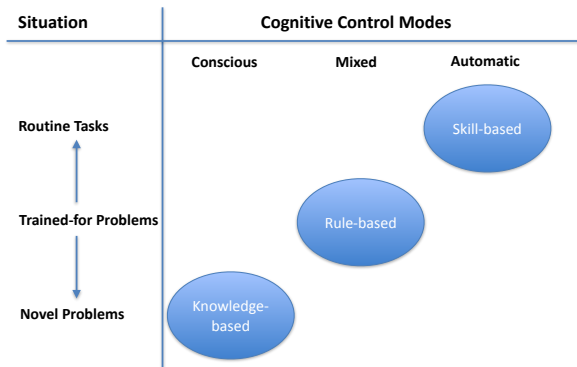 Situation
Cognitive Control Modes
Conscious
Mixed
Automatic
Routine Tasks
Skill-based
Trained-for Problems
Rule-based
Novel Problems
Knowledge-
based